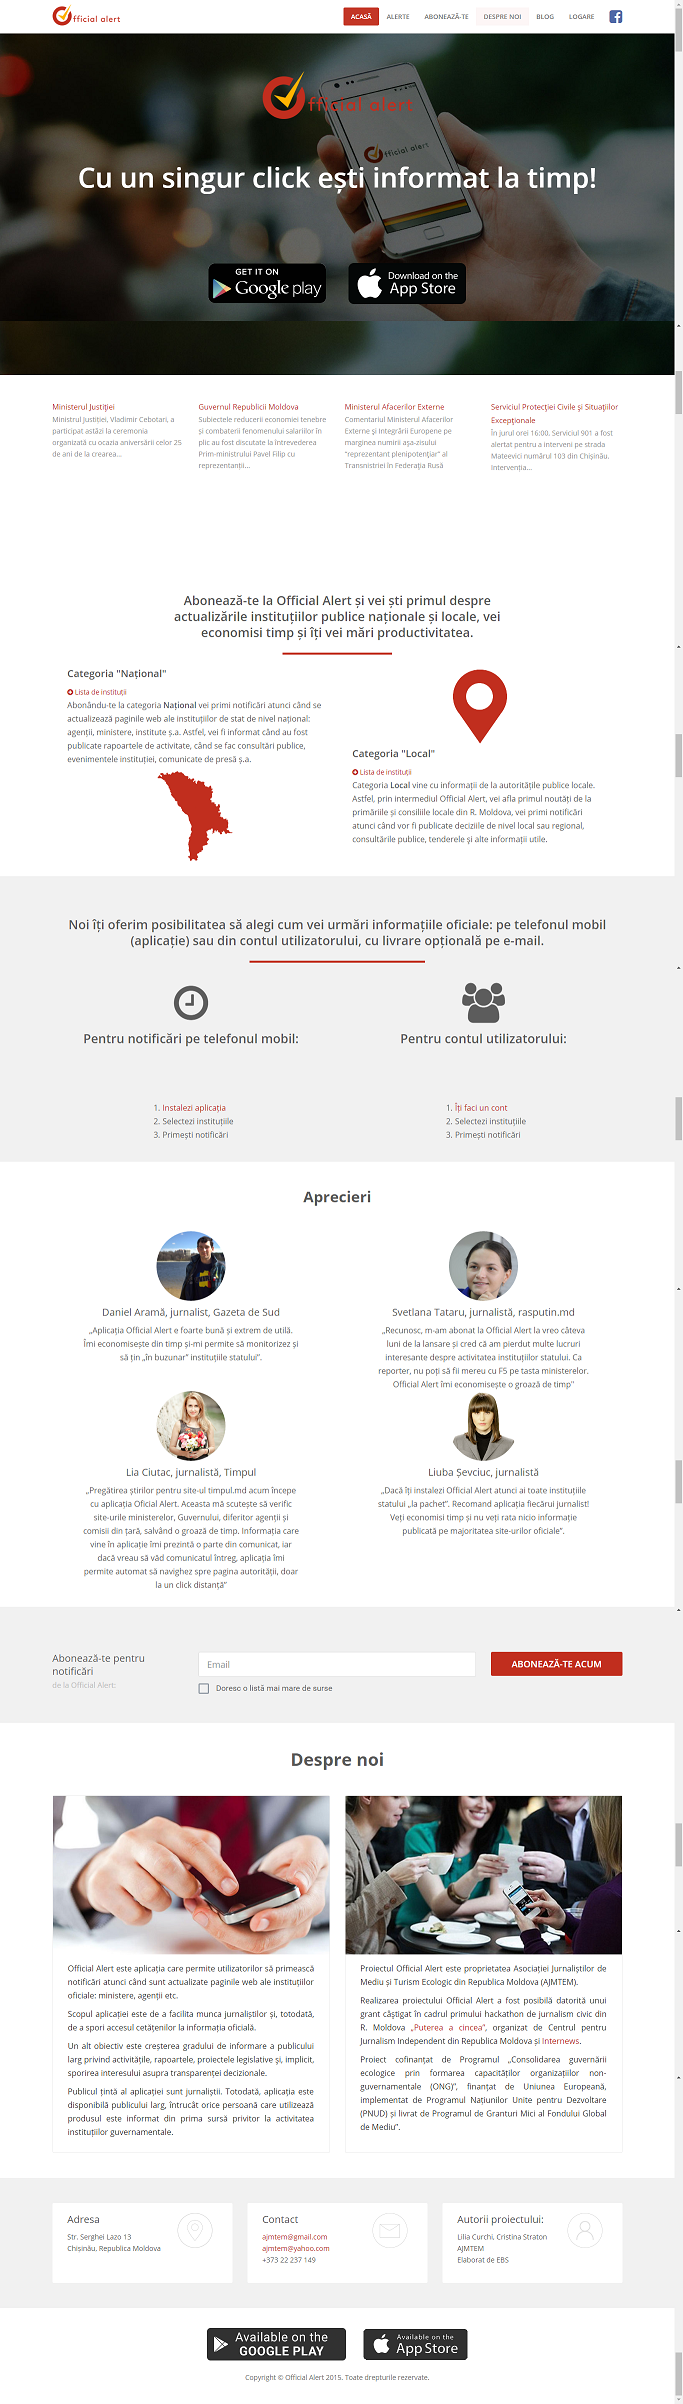 fficial alert
ACASĂ ALERTE ABONEAZĂ-TE DESPRE NOI BLOG LOGARE
fficial alert
fficial alert
Cu un singur click ești informat la timp!
GET IT ON
Google play
Download on the
App Store
Ministerul Justiţiei
Ministrul Justiției, Vladimir Cebotari, a
participat astăzi la ceremonia
organizată cu ocazia aniversării celor 25
de ani de la crearea...
Guvernul Republicii Moldova
Subiectele reducerii economiei tenebre
și combaterii fenomenului salariilor în
plic au fost discutate la întrevederea
Prim-ministrului Pavel Filip cu
reprezentanții...
Ministerul Afacerilor Externe
Comentariul Ministerul Afacerilor
Externe şi Integrării Europene pe
marginea numirii aşa-zisului
"reprezentant plenipotenţiar" al
Transnistriei în Federaţia Rusă
Serviciul Protecţiei Civile şi Situaţiilor
Excepţionale
În jurul orei 16:00, Serviciul 901 a fost
alertat pentru a interveni pe strada
Mateevici numărul 103 din Chișinău.
Intervenția...
Abonează-te la Official Alert și vei ști primul despre
actualizările instituțiilor publice naționale și locale, vei
economisi timp și îți vei mări productivitatea.
Categoria "Național"
Lista de instituții
Abonându-te la categoria Național vei primi notificări atunci când se
actualizează paginile web ale instituțiilor de stat de nivel național:
agenții, ministere, institute ș.a. Astfel, vei fi informat când au fost
publicate rapoartele de activitate, când se fac consultări publice,
evenimentele instituției, comunicate de presă ș.a.
Categoria "Local"
Lista de instituții
Categoria Local vine cu informații de la autoritățile publice locale.
Astfel, prin intermediul Official Alert, vei afla primul noutăți de la
primăriile și consiliile locale din R. Moldova, vei primi notificări
atunci când vor fi publicate deciziile de nivel local sau regional,
consultările publice, tenderele și alte informații utile.
Noi îți oferim posibilitatea să alegi cum vei urmări informațiile oficiale: pe telefonul mobil
(aplicație) sau din contul utilizatorului, cu livrare opțională pe e-mail.
Pentru notificări pe telefonul mobil:
1. Instalezi aplicația
2. Selectezi instituțiile
3. Primești notificări
Pentru contul utilizatorului:
1. Îți faci un cont
2. Selectezi instituțiile
3. Primești notificări
Aprecieri
Daniel Aramă, jurnalist, Gazeta de Sud
„Aplicația Official Alert e foarte bună și extrem de utilă.
Îmi economisește din timp și-mi permite să monitorizez și
să țin „în buzunar" instituțiile statului".
Svetlana Tataru, jurnalistă, rasputin.md
„Recunosc, m-am abonat la Official Alert la vreo câteva
luni de la lansare și cred că am pierdut multe lucruri
interesante despre activitatea instituțiilor statului. Ca
reporter, nu poți să fii mereu cu F5 pe tasta ministerelor.
Official Alert îmi economisește o groază de timp"
Lia Ciutac, jurnalistă, Timpul
„Pregătirea știrilor pentru site-ul timpul.md acum începe
cu aplicația Oficial Alert. Aceasta mă scutește să verific
site-urile ministerelor, Guvernului, diferitor agenții și
comisii din țară, salvând o groază de timp. Informația care
vine în aplicație îmi prezintă o parte din comunicat, iar
dacă vreau să văd comunicatul întreg, aplicația îmi
permite automat să navighez spre pagina autorității, doar
la un click distanță"
Liuba Șevciuc, jurnalistă
„Dacă îți instalezi Official Alert atunci ai toate instituțiile
statului „la pachet". Recomand aplicația fiecărui jurnalist!
Veți economisi timp și nu veți rata nicio informație
publicată pe majoritatea site-urilor oficiale".
Abonează-te pentru
notificări
de la Official Alert:
Email
ABONEAZĂ-TE ACUM
Doresc o listă mai mare de surse
Despre noi
Official Alert este aplicația care permite utilizatorilor să primească
notificări atunci când sunt actualizate paginile web ale instituțiilor
oficiale: ministere, agenții etc.
Scopul aplicației este de a facilita munca jurnaliștilor și, totodată,
de a spori accesul cetățenilor la informația oficială.
Un alt obiectiv este creșterea gradului de informare a publicului
larg privind activitățile, rapoartele, proiectele legislative și, implicit,
sporirea interesului asupra transparenței decizionale.
Publicul țintă al aplicației sunt jurnaliștii. Totodată, aplicația este
disponibilă publicului larg, întrucât orice persoană care utilizează
produsul este informat din prima sursă privitor la activitatea
instituțiilor guvernamentale.
Proiectul Official Alert este proprietatea Asociației Jurnaliștilor de
Mediu și Turism Ecologic din Republica Moldova (AJMTEM).
Realizarea proiectului Official Alert a fost posibilă datorită unui
grant câștigat în cadrul primului hackathon de jurnalism civic din
R. Moldova „Puterea a cincea", organizat de Centrul pentru
Jurnalism Independent din Republica Moldova și Internews.
Proiect cofinanțat de Programul „Consolidarea guvernării
ecologice prin formarea capacităților organizațiilor non-
guvernamentale (ONG)", finanțat de Uniunea Europeană,
implementat de Programul Națiunilor Unite pentru Dezvoltare
(PNUD) și livrat de Programul de Granturi Mici al Fondului Global
de Mediu".
Adresa
Str. Serghei Lazo 13
Chișinău, Republica Moldova
Contact
ajmtem@gmail.com
ajmtem@yahoo.com
+373 22 237 149
Autorii proiectului:
Lilia Curchi, Cristina Straton
AJMTEM
Elaborat de EBS
Available on the
GOOGLE PLAY
Available on the
App Store
Copyright © Official Alert 2015. Toate drepturile rezervate.